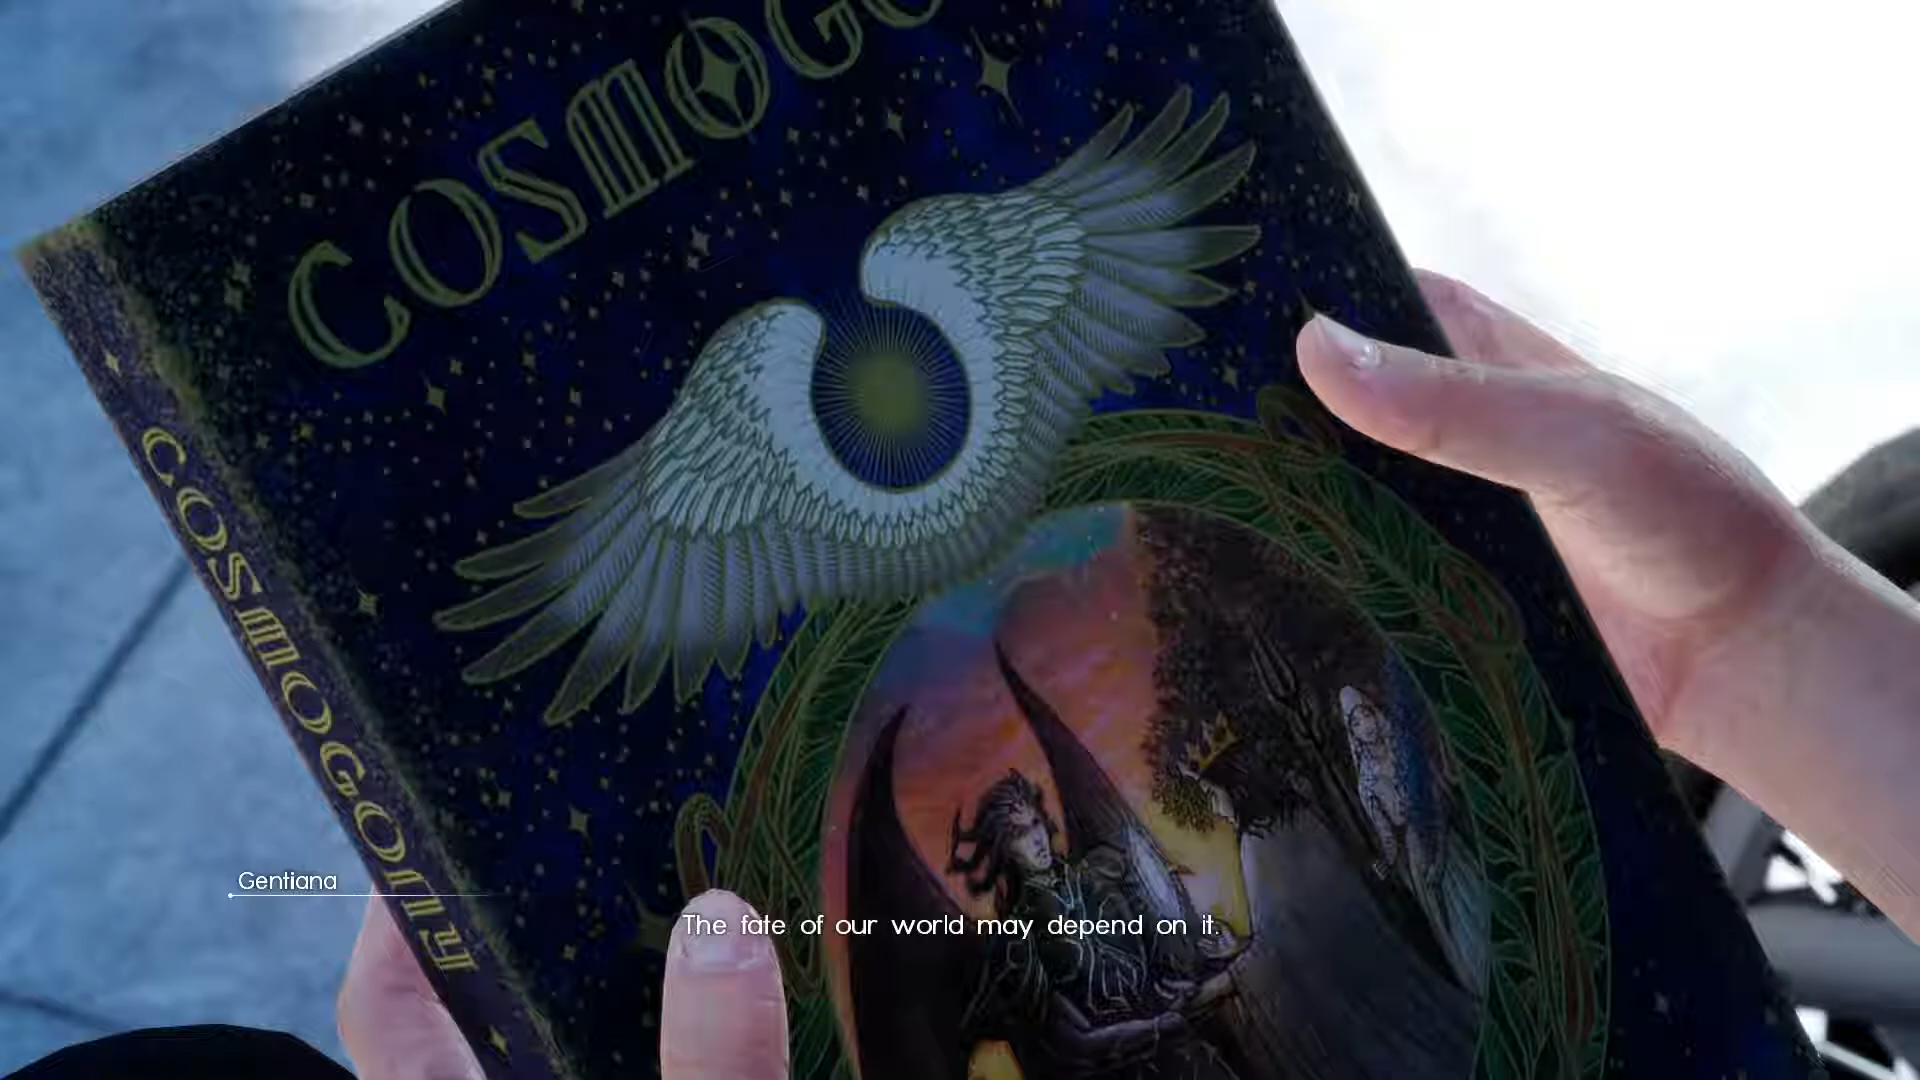 COSMOGO
COSMOGONY
Gentiana
The fate of our world may depend on it.